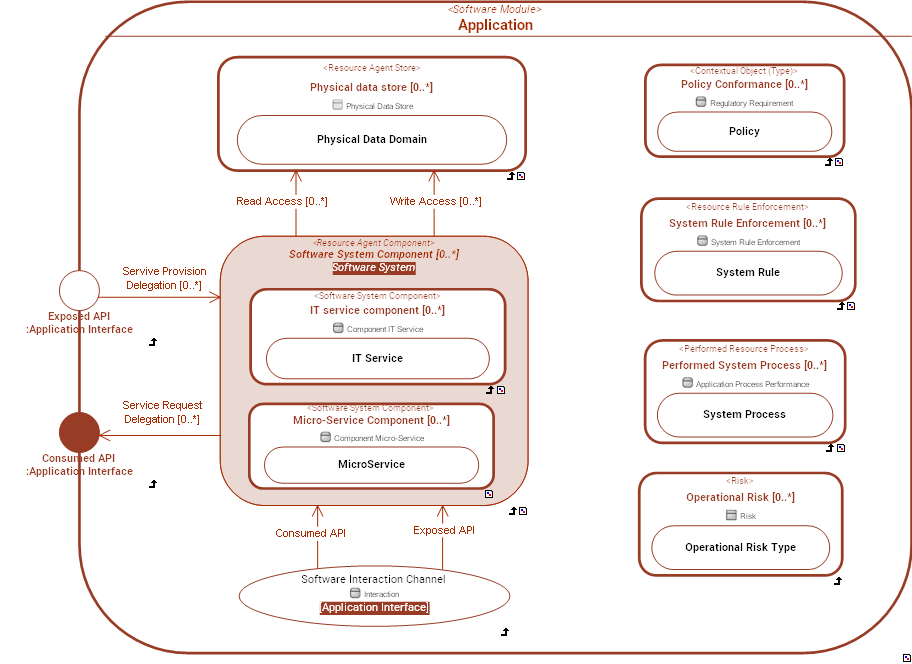 <Software Module>
Application
<Resource Agent Store>
Physical data store [0..*]
Physical Data Store
Physical Data Domain
Read Access [0..*]
Write Access [0..*]
<Resource Agent Component>
Software System Component [0..*]
Software System
<Software System Component>
IT service component [0..*]
Component IT Service
IT Service
<Software System Component>
Micro-Service Component [0..*]
Component Micro-Service
MicroService
Servive Provision
Delegation [0..*]
Exposed API
:Application Interface
Service Request
Delegation [0..*]
Consumed API
:Application Interface
Consumed API
Exposed API
Software Interaction Channel
Interaction
[Application Interface]
<Contextual Object (Type)>
Policy Conformance [0..*]
Regulatory Requirement
Policy
<Resource Rule Enforcement>
System Rule Enforcement [0..*]
System Rule Enforcement
System Rule
<Performed Resource Process>
Performed System Process [0..*]
Application Process Performance
System Process
<Risk>
Operational Risk [0..*]
Risk
Operational Risk Type